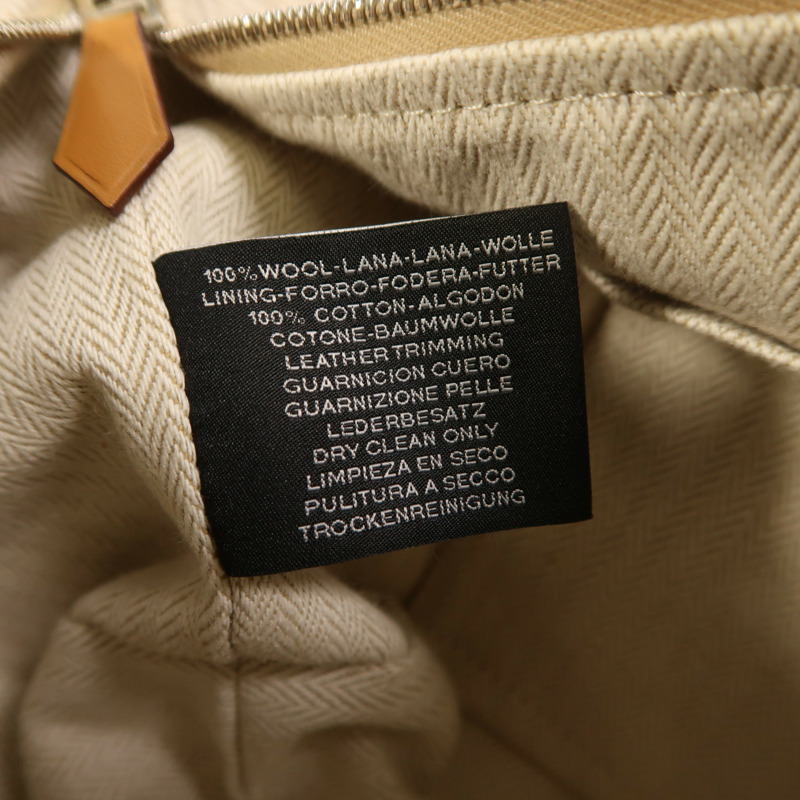 100% WOOL-LANA-LANA-WOLLE
LINING-FORRO-FODERA-FUTTER
100% COTTON-ALGODON
COTONE-BAUMWOLLE
LEATHER TRIMMING
GUARNICION CUERO
GUARNIZIONE PELLE
LEDERBESATZ
DRY CLEAN ONLY
LIMPIEZA EN SECO
PULITURA A SECCO
TROCKENREINIGUNG